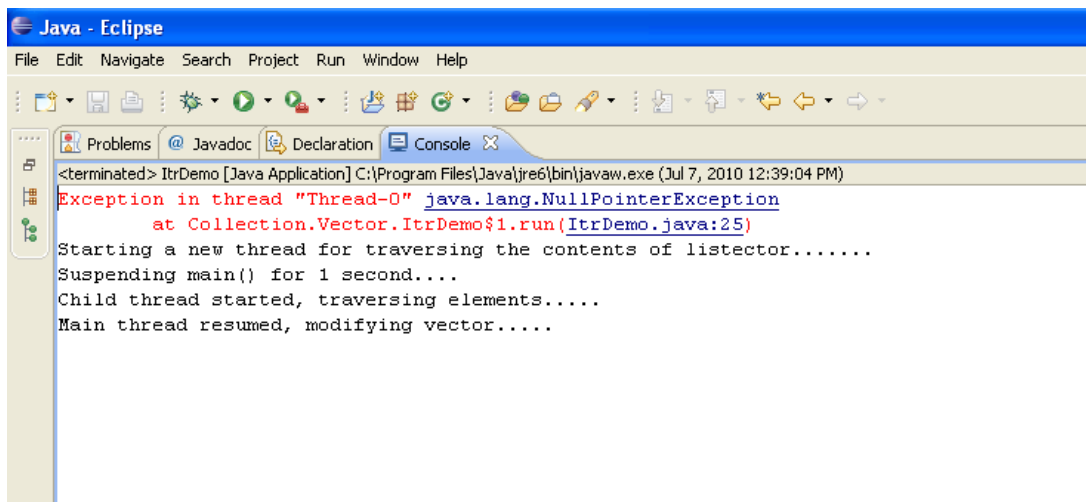 Java - Eclipse
File Edit Navigate Search Project Run Window Help
Problems @ Javadoc Declaration Console
<terminated> ItrDemo [Java Application] C:\Program Files\Java\jre6\bin\javaw.exe (Jul 7, 2010 12:39:04 PM)
Exception in thread "Thread-0" java.lang.NullPointerException
at Collection.Vector.ItrDemo$1.run(ItrDemo.java:25)
Starting a new thread for traversing the contents of listector.......
Suspending main() for 1 second....
Child thread started, traversing elements.....
Main thread resumed, modifying vector.....